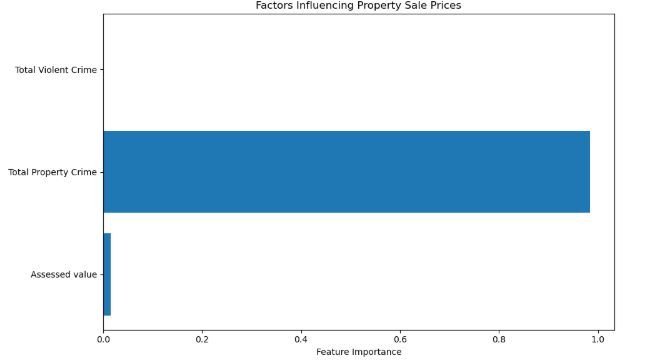 Factors Influencing Property Sale Prices
Total Violent Crime
Total Property Crime
Assessed value
0.0 0.2 0.4 0.6 0.8 1.0
Feature Importance